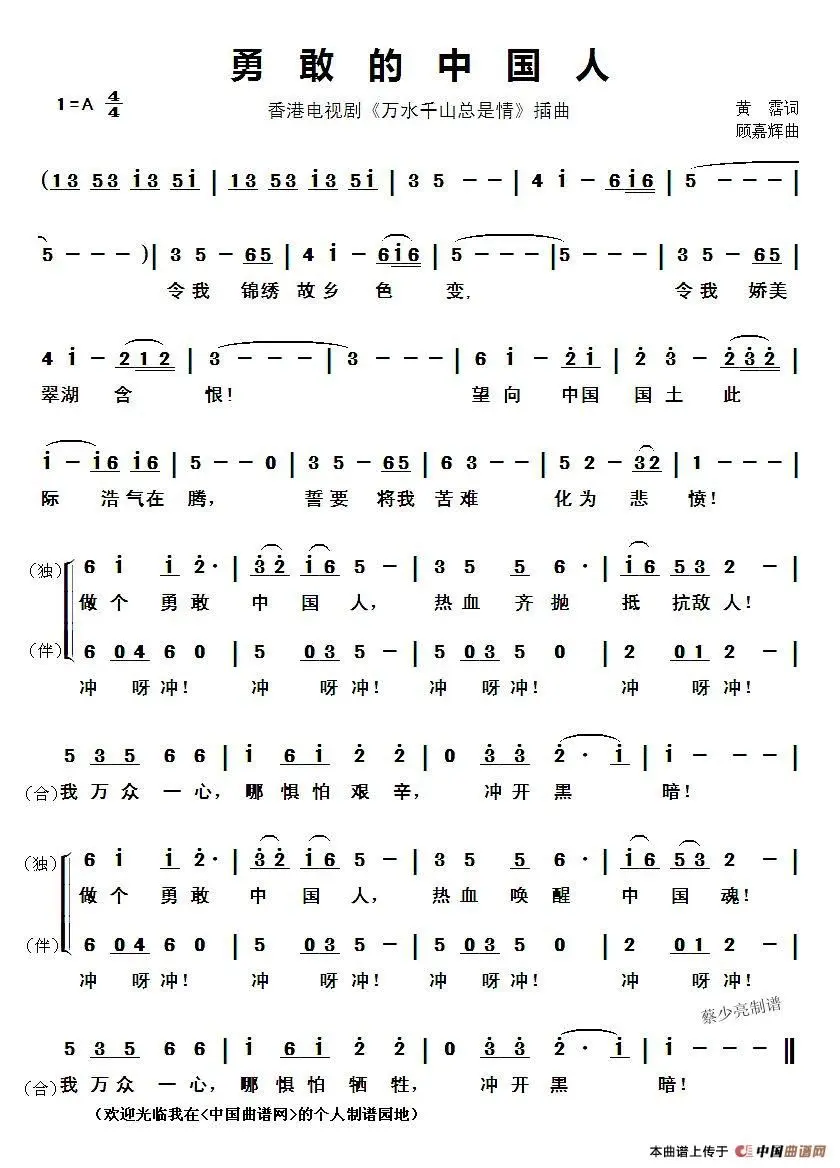 勇敢的中国人
1=A 4/4
香港电视剧《万水千山总是情》插曲
黄 霑词
顾嘉辉曲
(13 53 i3 5i | 13 53 i3 5i | 3 5 - - | 4 i - 6i6 | 5 - - - |
5 - - - )| 3 5 - 65 | 4 i - 6i6 | 5 - - - | 5 - - - | 3 5 - 65 |
令我 锦绣 故乡 色 变, 令我 娇美
4 i - 212 | 3 - - - | 3 - - - | 6 i - 2i | 2 3 - 232 |
翠湖 含 恨! 望向 中国 国土 此
i - i6 i6 | 5 - - 0 | 3 5 - 65 | 6 3 - - | 5 2 - 32 | 1 - - - |
际 浩气在 腾, 誓要 将我 苦难 化为 悲 愤!
(独) 6 i i 2· | 32 i6 5 - | 3 5 5 6· | i6 53 2 - |
做个 勇敢 中 国 人, 热血 齐抛 抵 抗敌人!
(伴) 6 04 6 0 | 5 03 5 - | 5 03 5 0 | 2 01 2 - |
冲 呀冲! 冲 呀冲! 冲 呀冲! 冲 呀冲!
5 35 6 6 | i 6i 2 2 | 0 33 2· i | i - - - |
(合) 我 万众 一心, 哪 惧怕 艰 辛, 冲开黑 暗!
(独) 6 i i 2· | 32 i6 5 - | 3 5 5 6· | i6 53 2 - |
做个 勇敢 中 国 人, 热血 唤醒 中 国 魂!
(伴) 6 04 6 0 | 5 03 5 - | 5 03 5 0 | 2 01 2 - |
冲 呀冲! 冲 呀冲! 冲 呀冲! 冲 呀冲!
蔡少亮制谱
5 35 6 6 | i 6i 2 2 | 0 33 2· i | i - - - ‖
(合) 我 万众 一心, 哪 惧怕 牺 牲, 冲开黑 暗!
(欢迎光临我在<中国曲谱网>的个人制谱园地)
本曲谱上传于 中国曲谱网